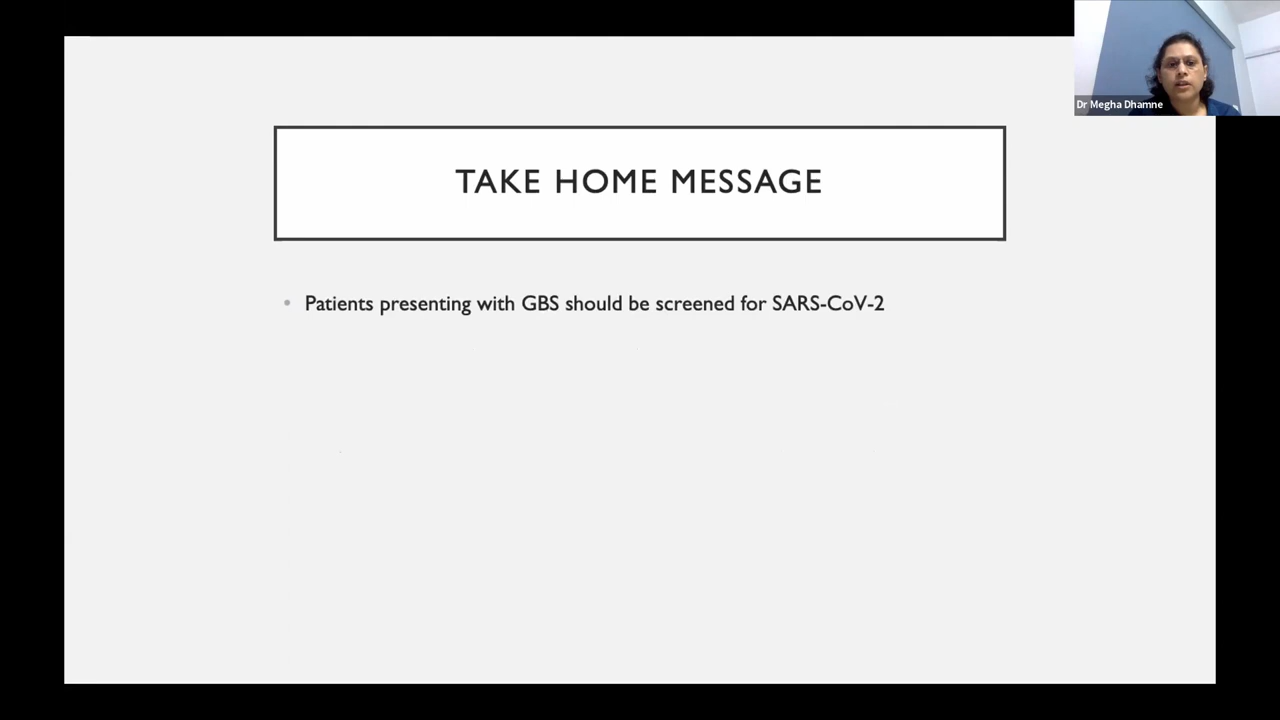 Dr Megha Dhamne
TAKE HOME MESSAGE
• Patients presenting with GBS should be screened for SARS-CoV-2